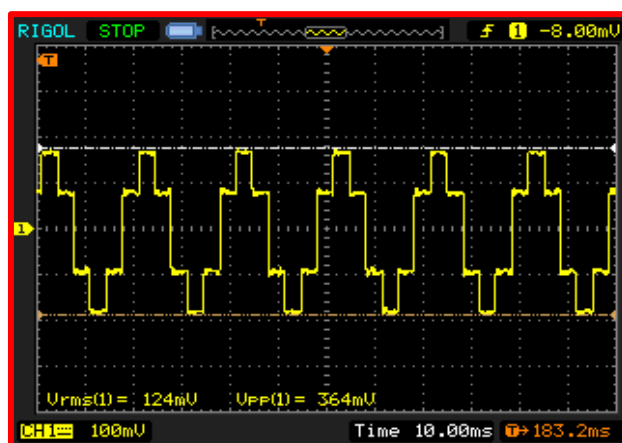 RIGOL STOP T f 1 -8.00mV
T
1
Vrms(1)= 124mV Vpp(1)= 364mV
CH1 100mV Time 10.00ms T→183.2ms